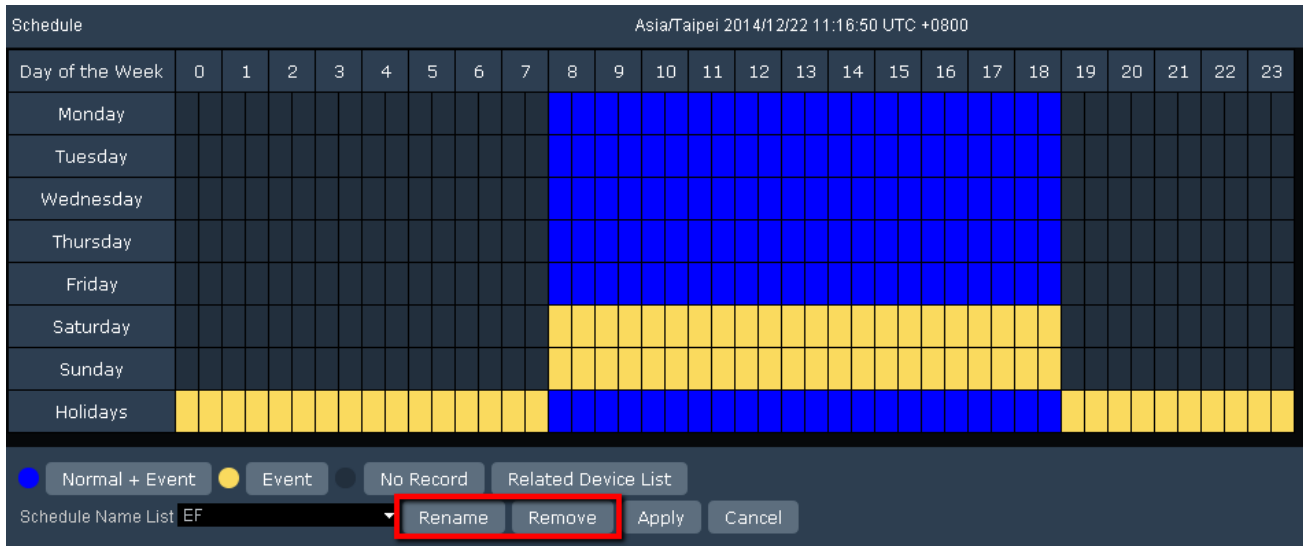 Schedule Asia/Taipei 2014/12/22 11:16:50 UTC +0800
Day of the Week 0 1 2 3 4 5 6 7 8 9 10 11 12 13 14 15 16 17 18 19 20 21 22 23
Monday
Tuesday
Wednesday
Thursday
Friday
Saturday
Sunday
Holidays
Normal + Event Event No Record Related Device List
Schedule Name List EF Rename Remove Apply Cancel